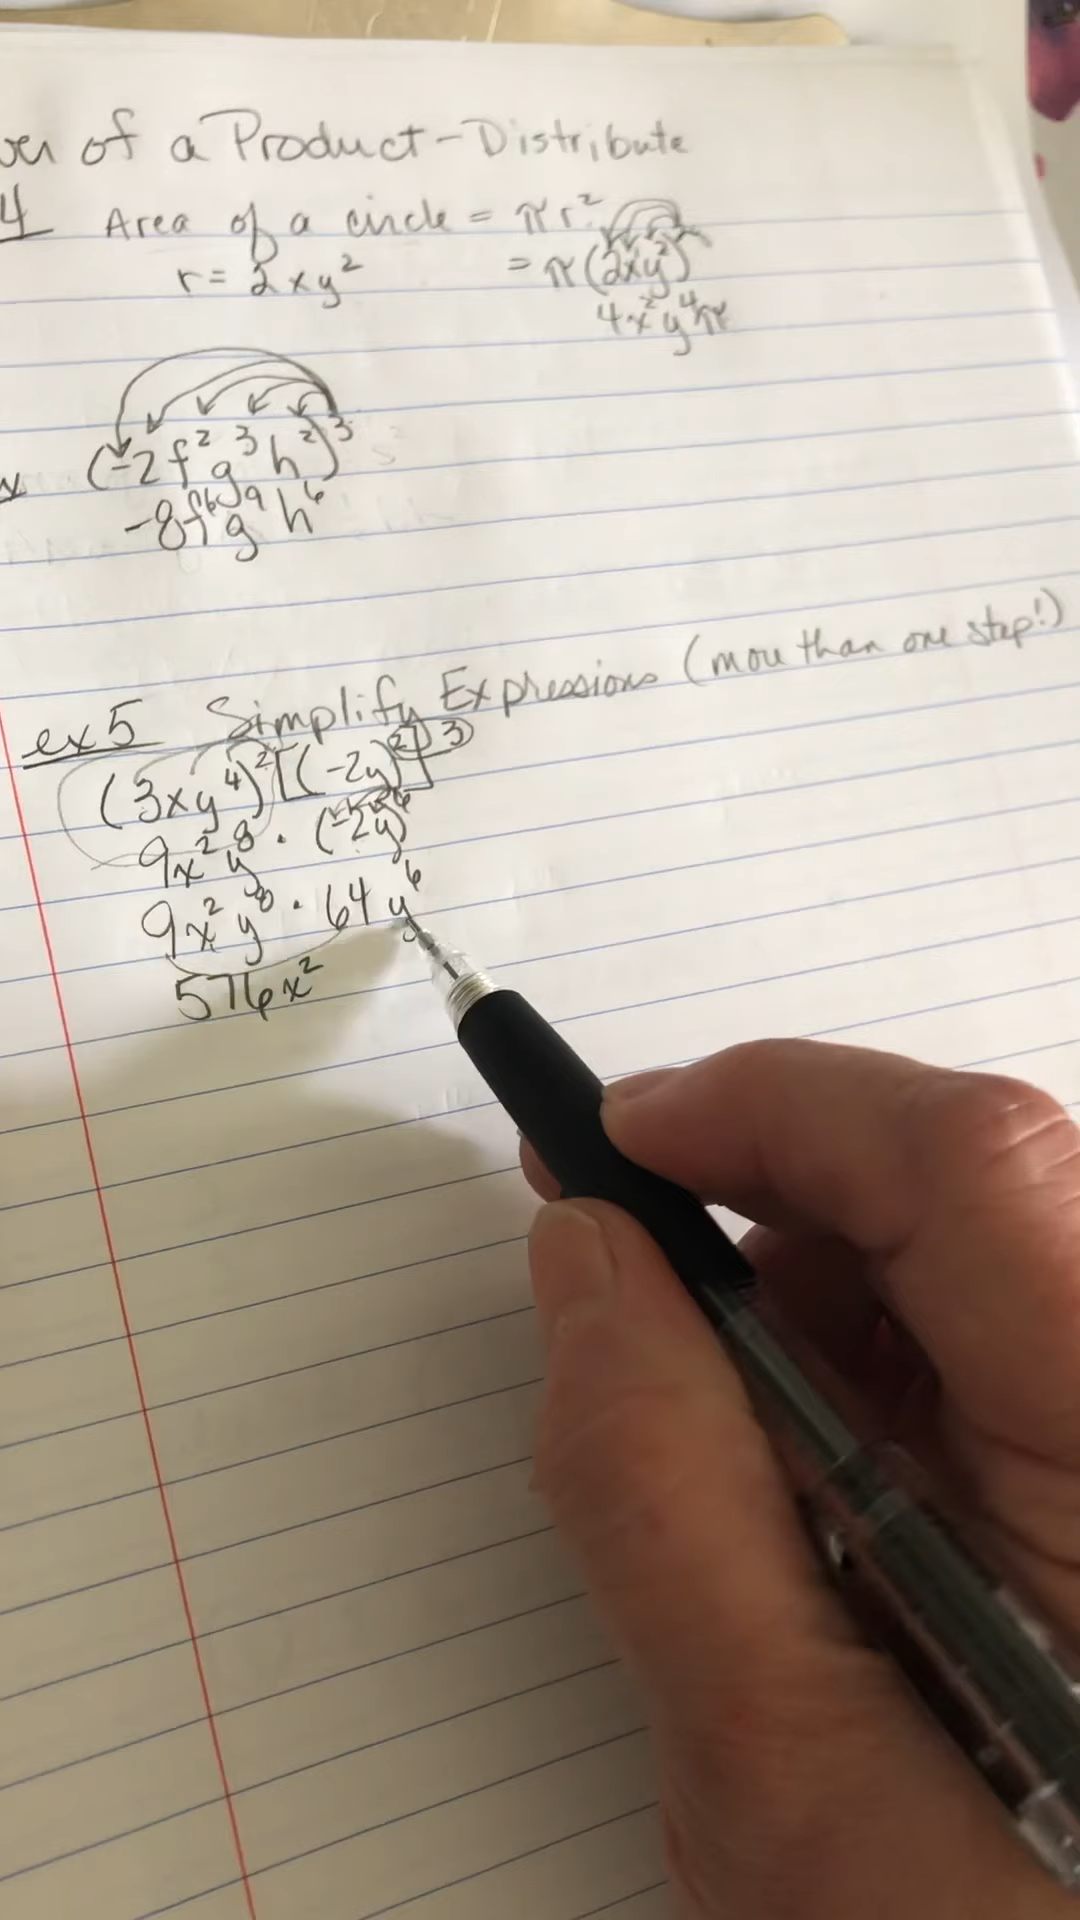 of a Product - Distribute
4 Area of a circle = πr²
r = 2xy² = π(2xy²)²
4x²y⁴π
(-2f²g³h²)³
-8f⁶g⁹h⁶
ex 5 Simplify Expressions (more than one step!)
(3xy⁴)²[(-2y)²]³
9x²y⁸ · (-2y)⁶
9x²y⁸ · 64y⁶
576x²